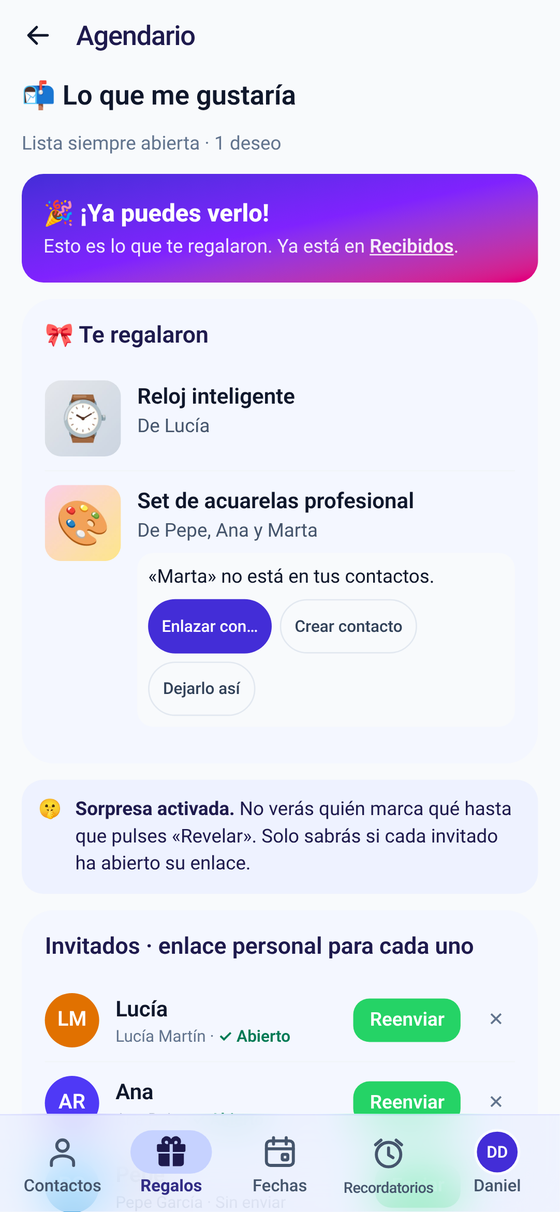 Agendario
Lo que me gustaría
Lista siempre abierta · 1 deseo
¡Ya puedes verlo!
Esto es lo que te regalaron. Ya está en Recibidos.
Te regalaron
Reloj inteligente
De Lucía
Set de acuarelas profesional
De Pepe, Ana y Marta
«Marta» no está en tus contactos.
Enlazar con…
Crear contacto
Dejarlo así
Sorpresa activada. No verás quién marca qué hasta
que pulses «Revelar». Solo sabrás si cada invitado
ha abierto su enlace.
Invitados · enlace personal para cada uno
LM
Lucía
Lucía Martín · ✓ Abierto
Reenviar
×
AR
Ana
Reenviar
×
Pepe García · Sin enviar
Contactos
Regalos
Fechas
Recordatorios
DD
Daniel